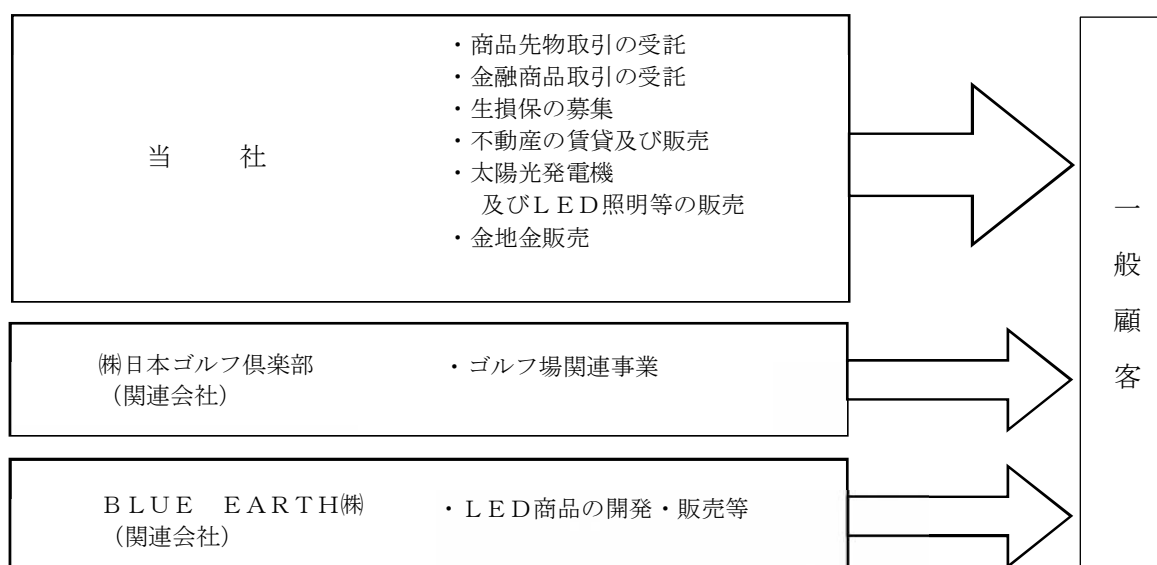 ・商品先物取引の受託
・金融商品取引の受託
・生損保の募集
当　　社
・不動産の賃貸及び販売
・太陽光発電機
及びＬＥＤ照明等の販売
・金地金販売
㈱日本ゴルフ倶楽部
・ゴルフ場関連事業
（関連会社）
ＢＬＵＥ　ＥＡＲＴＨ㈱
・ＬＥＤ商品の開発・販売等
（関連会社）
一般顧客